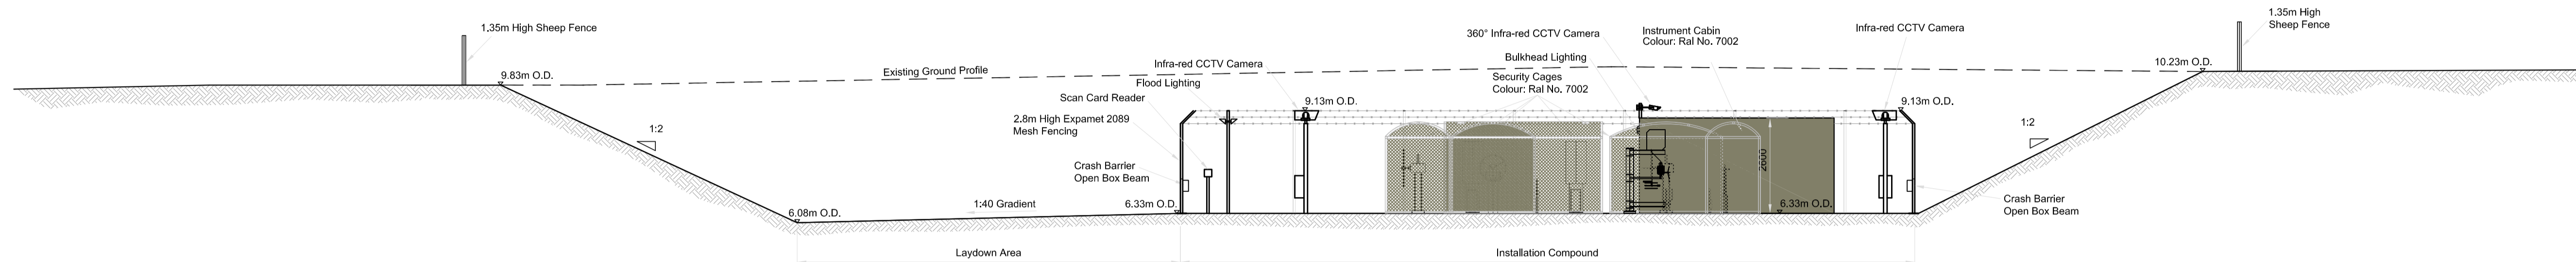 1.35m High Sheep Fence
9.83m O.D.
Existing Ground Profile
1:2
6.08m O.D.
1:40 Gradient
6.33m O.D.
Laydown Area
Infra-red CCTV Camera
Flood Lighting
Scan Card Reader
2.8m High Expamet 2089
Mesh Fencing
Crash Barrier
Open Box Beam
9.13m O.D.
360° Infra-red CCTV Camera
Bulkhead Lighting
Security Cages
Colour: Ral No. 7002
Instrument Cabin
Colour: Ral No. 7002
2600
6.33m O.D.
Installation Compound
Infra-red CCTV Camera
9.13m O.D.
Crash Barrier
Open Box Beam
1:2
10.23m O.D.
1.35m High
Sheep Fence